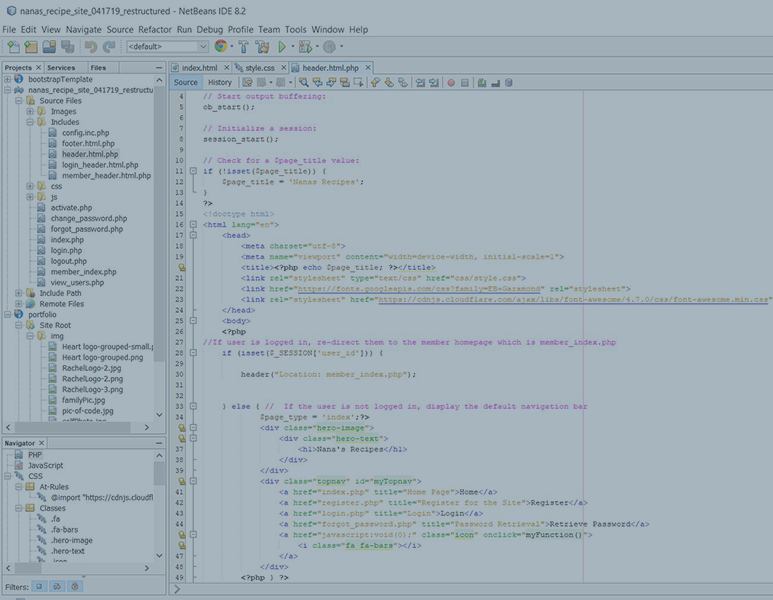 nanas_recipe_site_041719_restructured - NetBeans IDE 8.2
File Edit View Navigate Source Refactor Run Debug Profile Team Tools Window Help
<default>
Projects Services Files
index.html style.css header.html.php
Source History
bootstrapTemplate
nanas_recipe_site_041719_restructu
Source Files
Images
Includes
config.inc.php
footer.html.php
header.html.php
login_header.html.php
member_header.html.php
css
js
activate.php
change_password.php
forgot_password.php
index.php
login.php
logout.php
member_index.php
view_users.php
Include Path
Remote Files
portfolio
Site Root
img
Heart logo-grouped-small.p
Heart logo-grouped.png
RachelLogo-2.jpg
RachelLogo-2.png
RachelLogo-3.png
familyPic.jpg
pic-of-code.jpg
Navigator
PHP
JavaScript
CSS
At-Rules
@import "https://cdnjs.cloudfl
Classes
.fa
.fa-bars
.hero-image
.hero-text
.icon
Filters:
4 // Start output buffering:
5 ob_start();
6
7 // Initialize a session:
8 session_start();
9
10 // Check for a $page_title value:
11 if (!isset($page_title)) {
12 $page_title = 'Nanas Recipes';
13 }
14 ?>
15 <!doctype html>
16 <html lang="en">
17 <head>
18 <meta charset="utf-8">
19 <meta name="viewport" content="width=device-width, initial-scale=1">
<title><?php echo $page_title; ?></title>
21 <link rel="stylesheet" type="text/css" href="css/style.css">
22 <link href="https://fonts.googleapis.com/css?family=EB+Garamond" rel="stylesheet">
23 <link rel="stylesheet" href="https://cdnjs.cloudflare.com/ajax/libs/font-awesome/4.7.0/css/font-awesome.min.css"
24 </head>
25 <body>
26 <?php
27 //If user is logged in, re-direct them to the member homepage which is member_index.php
28 if (isset($_SESSION['user_id'])) {
29
30 header("Location: member_index.php");
31
32
33 } else { // If the user is not logged in, display the default navigation bar
34 $page_type = 'index';?>
<div class="hero-image">
<div class="hero-text">
37 <h1>Nana's Recipes</h1>
38 </div>
39 </div>
<div class="topnav" id="myTopnav">
41 <a href="index.php" title="Home Page">Home</a>
42 <a href="register.php" title="Register for the Site">Register</a>
43 <a href="login.php" title="Login">Login</a>
44 <a href="forgot_password.php" title="Password Retrieval">Retrieve Password</a>
<a href="javascript:void(0);" class="icon" onclick="myFunction()">
<i class="fa fa-bars"></i>
47 </a>
48 </div>
49 <?php } ?>